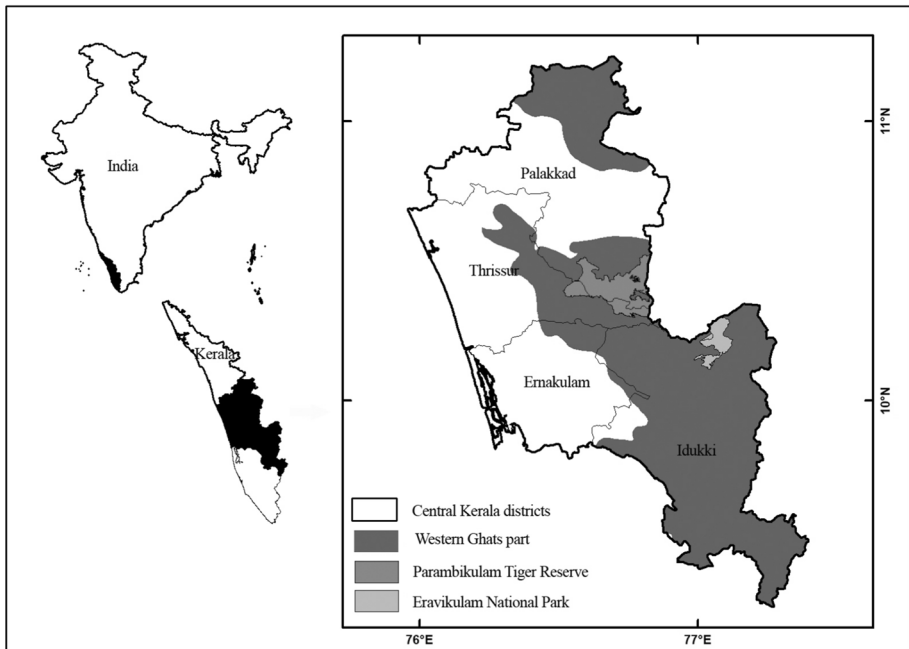 India
Kerala
11°N
Palakkad
Thrissur
Ernakulam
10°N
Idukki
Central Kerala districts
Western Ghats part
Parambikulam Tiger Reserve
Eravikulam National Park
76°E
77°E